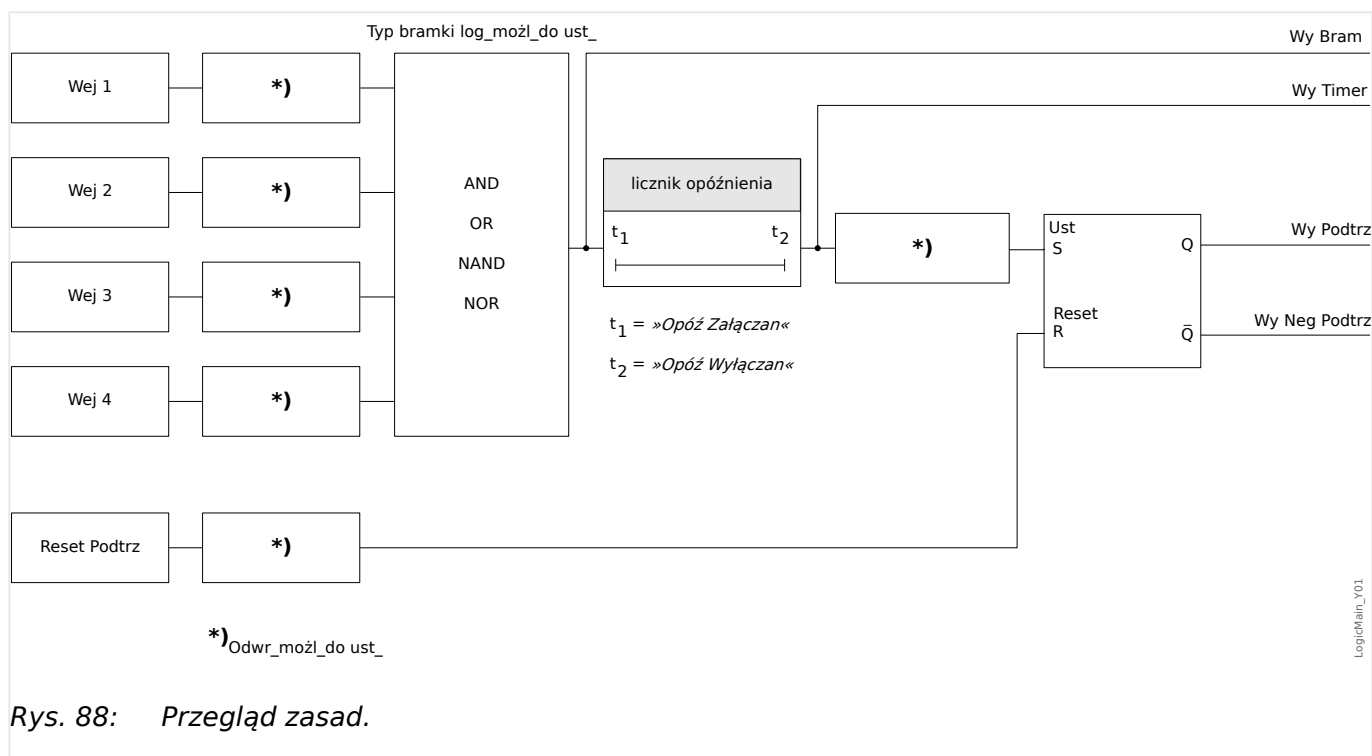 Typ bramki log_możl_do ust_
Wy Bram
Wej 1
*)
Wy Timer
Wej 2
*)
AND
OR
NAND
NOR
licznik opóźnienia
t1
t2
*)
Ust
S
Q
Wy Podtrz
Reset
R
Q̅
Wy Neg Podtrz
Wej 3
*)
t1 = »Opóź Załączan«
t2 = »Opóź Wyłączan«
Wej 4
*)
Reset Podtrz
*)
*)Odwr_możl_do ust_
LogicMain_Y01
Rys. 88: Przegląd zasad.